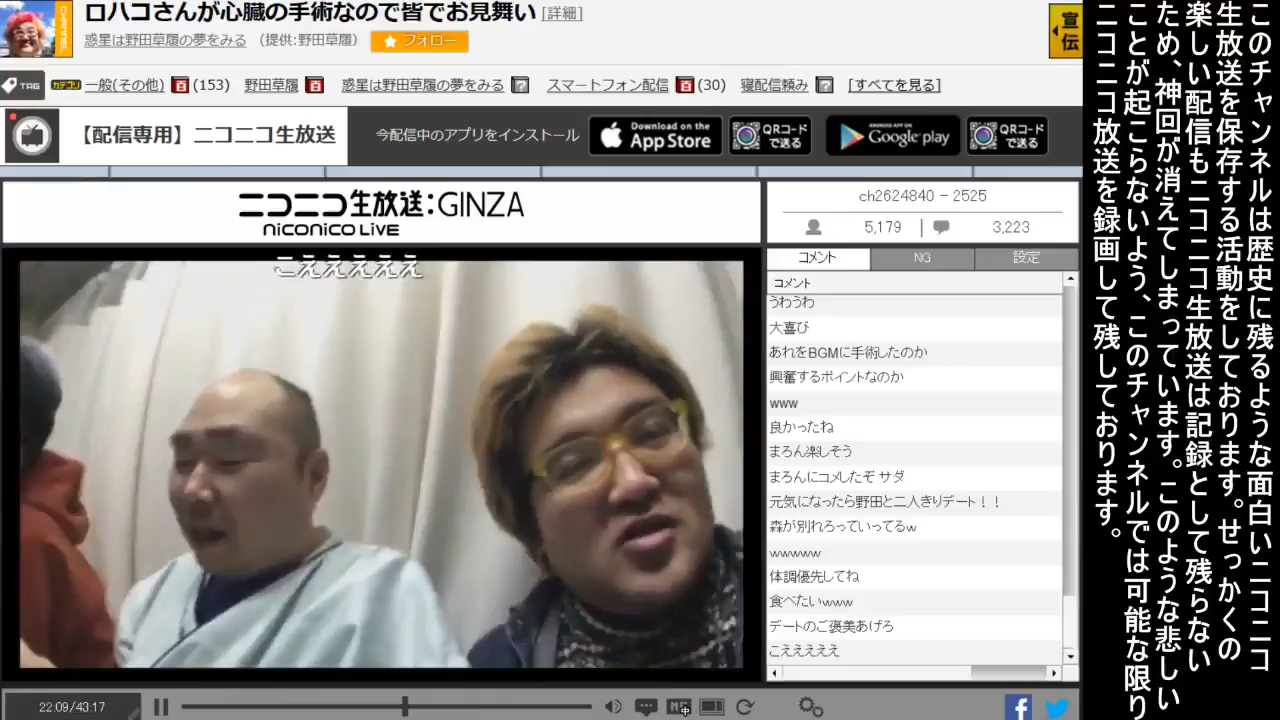 ロハコさんが心臓の手術なので皆でお見舞い [詳細]
惑星は野田草履の夢をみる (提供:野田草履) ★ フォロー
CHANNEL
宣伝
TAG カテゴリ 一般(その他) (153) 野田草履 惑星は野田草履の夢をみる スマートフォン配信 (30) 寝配信頼み [すべてを見る]
【配信専用】ニコニコ生放送
今配信中のアプリをインストール
Download on the App Store
QRコードで送る
ANDROID APP ON Google play
QRコードで送る
ニコニコ生放送:GINZA
niconico LIVE
こええええええ
ch2624840 - 2525
5,179 | 3,223
コメント NG 設定
コメント
うわうわ
大喜び
あれをBGMに手術したのか
興奮するポイントなのか
www
良かったね
まろん楽しそう
まろんにコメしたぞ サダ
元気になったら野田と二人きりデート！！
森が別れろっていってるw
wwwww
体調優先してね
食べたいwww
デートのご褒美あげろ
こえええええ
22:09/43:17
このチャンネルは歴史に残るような面白いニコニコ
生放送を保存する活動をしております。せっかくの
楽しい配信もニコニコ生放送は記録として残らない
ため、神回が消えてしまっています。このような悲しい
ことが起こらないよう、このチャンネルでは可能な限り
ニコニコ放送を録画して残しております。